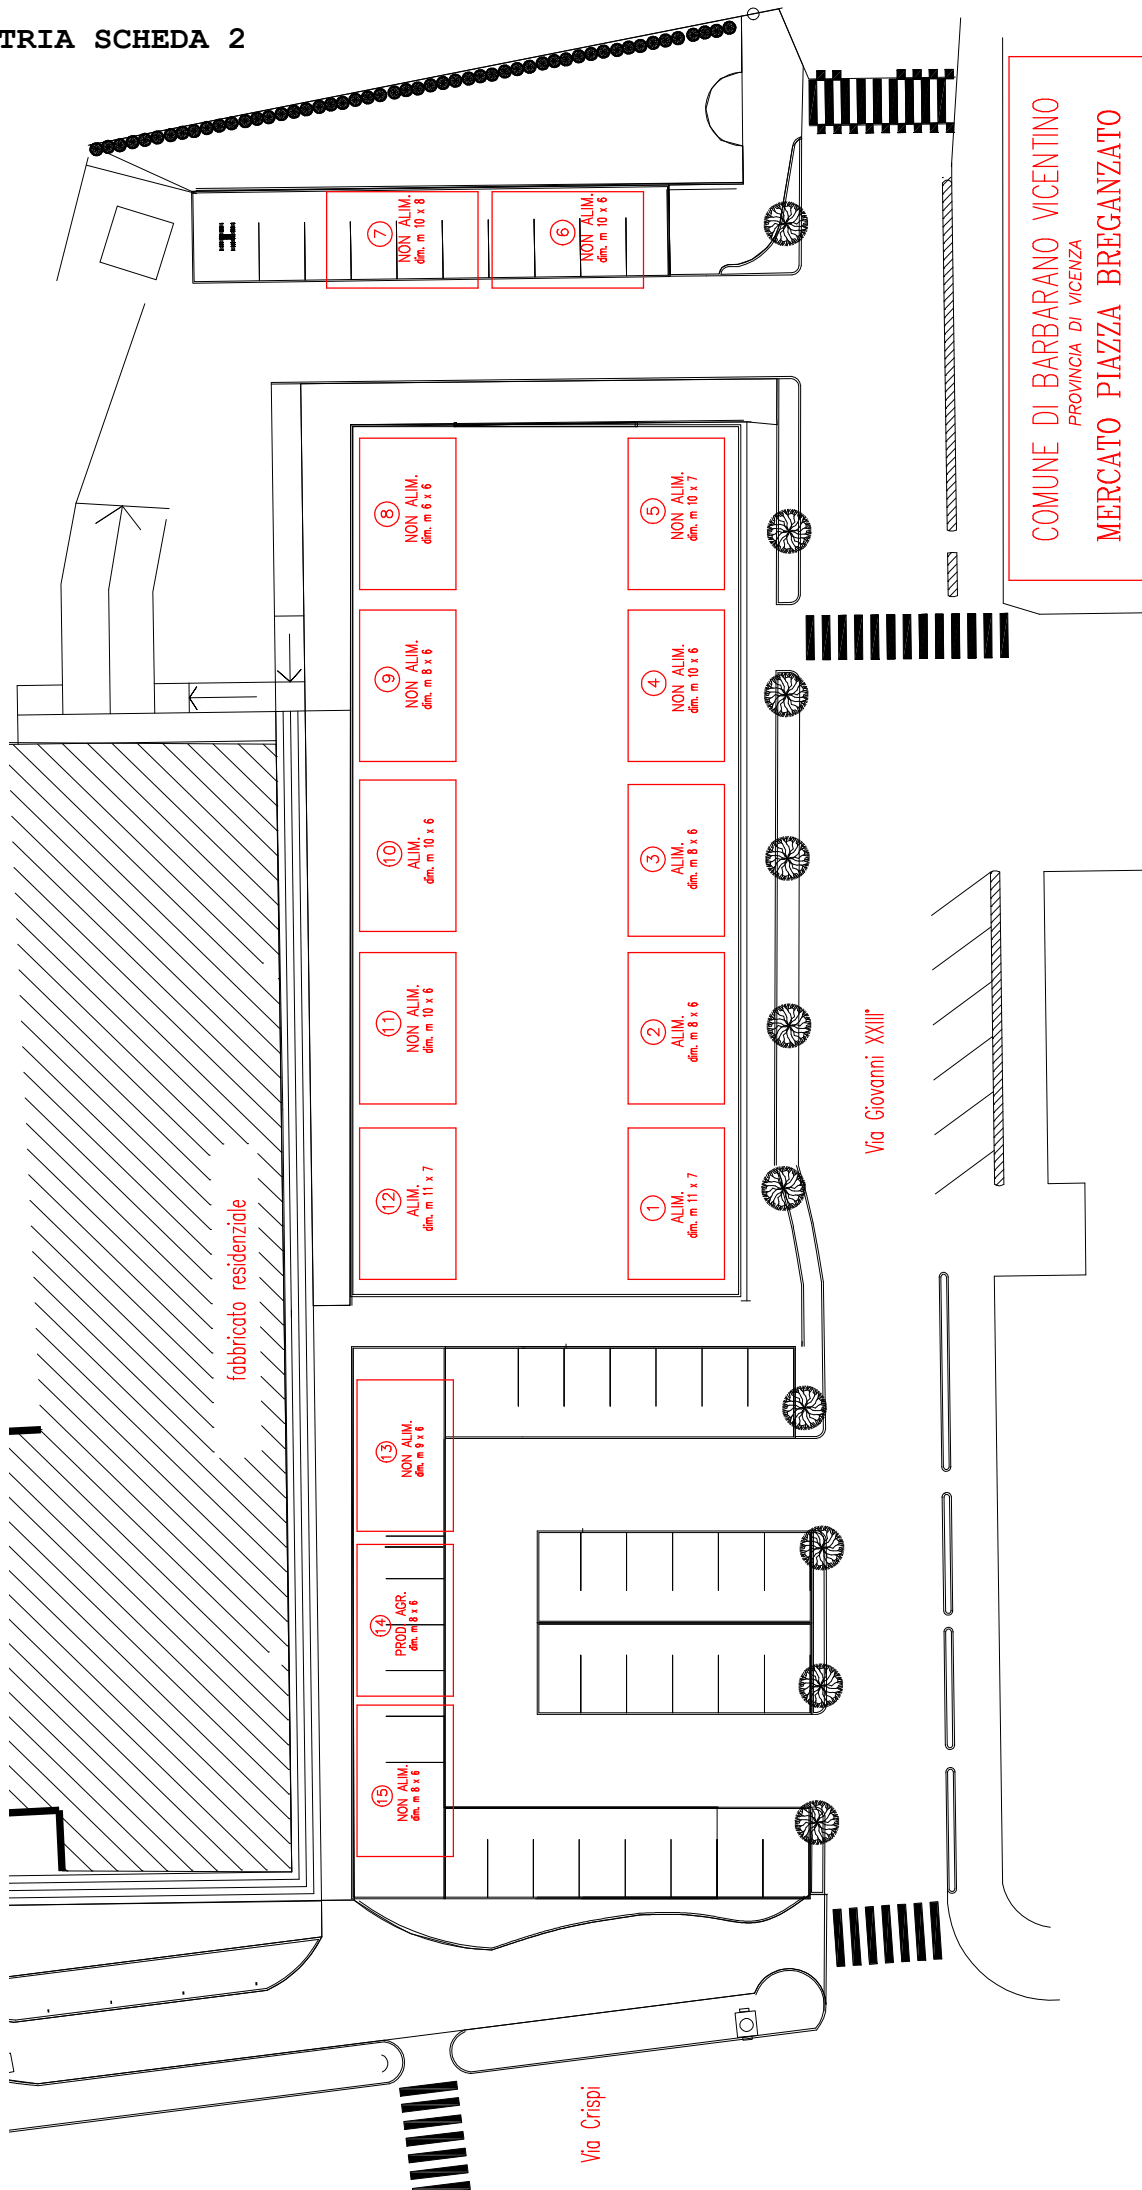 TRIA SCHEDA 2
COMUNE DI BARBARANO VICENTINO
PROVINCIA DI VICENZA
MERCATO PIAZZA BREGANZATO
7
NON ALIM.
dim. m 10 x 8
6
NON ALIM.
dim. m 10 x 6
8
NON ALIM.
dim. m 6 x 6
5
NON ALIM.
dim. m 10 x 7
9
NON ALIM.
dim. m 8 x 6
4
NON ALIM.
dim. m 10 x 6
10
ALIM.
dim. m 10 x 6
3
ALIM.
dim. m 8 x 6
11
NON ALIM.
dim. m 10 x 6
2
ALIM.
dim. m 8 x 6
12
ALIM.
dim. m 11 x 7
1
ALIM.
dim. m 11 x 7
13
NON ALIM.
dim. m 9 x 6
14
PROD. AGR.
dim. m 8 x 6
15
NON ALIM.
dim. m 8 x 6
fabbricato residenziale
Via Giovanni XXIII°
Via Crispi